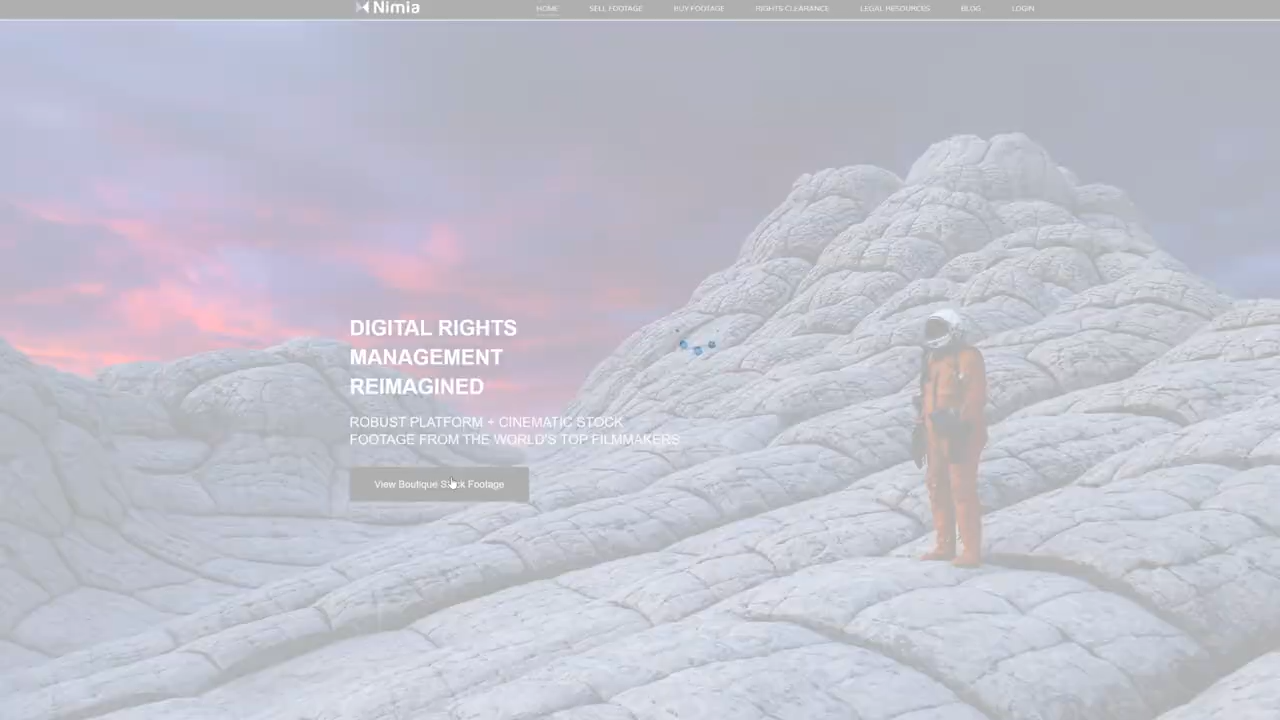 Nimia
HOME SELL FOOTAGE BUY FOOTAGE RIGHTS CLEARANCE LEGAL RESOURCES BLOG LOGIN
DIGITAL RIGHTS
MANAGEMENT
REIMAGINED
ROBUST PLATFORM + CINEMATIC STOCK
FOOTAGE FROM THE WORLD'S TOP FILMMAKERS
View Boutique Stock Footage